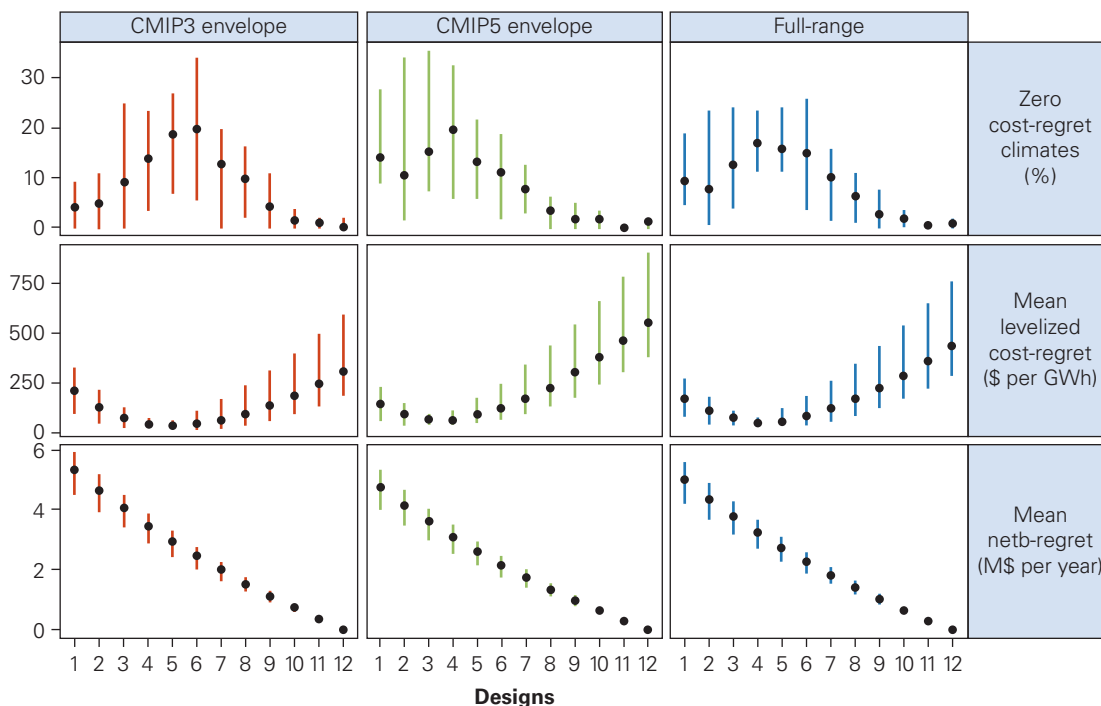 CMIP3 envelope
CMIP5 envelope
Full-range
30
20
10
0
Zero
cost-regret
climates
(%)
750
500
250
0
Mean
levelized
cost-regret
($ per GWh)
6
4
2
0
Mean
netb-regret
(M$ per year)
1 2 3 4 5 6 7 8 9 10 11 12
1 2 3 4 5 6 7 8 9 10 11 12
1 2 3 4 5 6 7 8 9 10 11 12
Designs